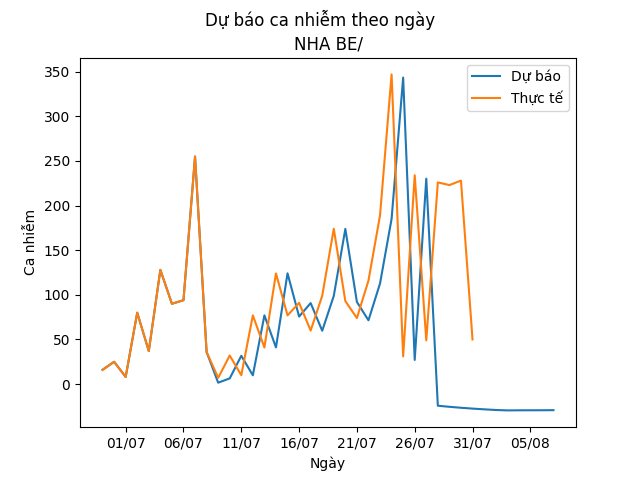 Dự báo ca nhiễm theo ngày
NHA BE/
Ca nhiễm
350
300
250
200
150
100
50
0
Dự báo
Thực tế
01/07 06/07 11/07 16/07 21/07 26/07 31/07 05/08
Ngày